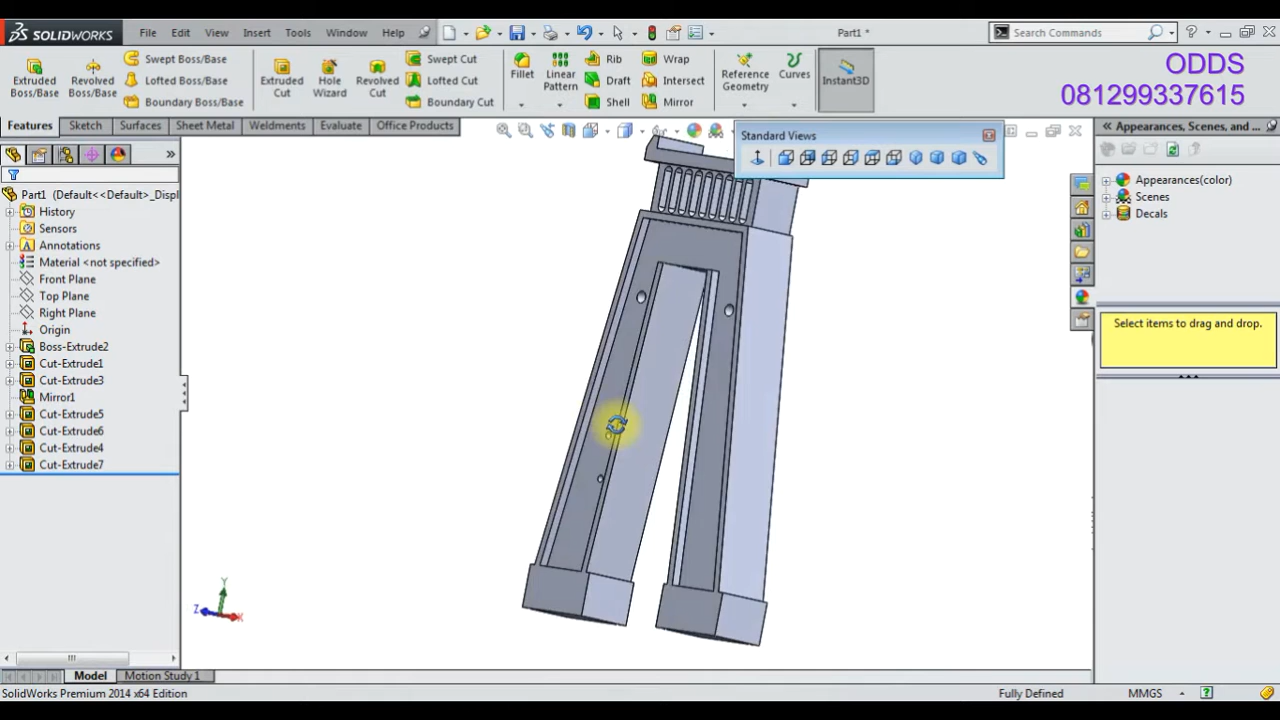 SOLIDWORKS File Edit View Insert Tools Window Help Part1 * Search Commands
ODDS
081299337615
Extruded Boss/Base
Revolved Boss/Base
Swept Boss/Base
Lofted Boss/Base
Boundary Boss/Base
Extruded Cut
Hole Wizard
Revolved Cut
Swept Cut
Lofted Cut
Boundary Cut
Fillet
Linear Pattern
Rib
Draft
Shell
Wrap
Intersect
Mirror
Reference Geometry
Curves
Instant3D
Features Sketch Surfaces Sheet Metal Weldments Evaluate Office Products
Standard Views
Appearances, Scenes, and ...
Part1 (Default<<Default>_Displ
History
Sensors
Annotations
Material <not specified>
Front Plane
Top Plane
Right Plane
Origin
Boss-Extrude2
Cut-Extrude1
Cut-Extrude3
Mirror1
Cut-Extrude5
Cut-Extrude6
Cut-Extrude4
Cut-Extrude7
Appearances(color)
Scenes
Decals
Select items to drag and drop.
Y
Z
X
Model Motion Study 1
SolidWorks Premium 2014 x64 Edition Fully Defined MMGS